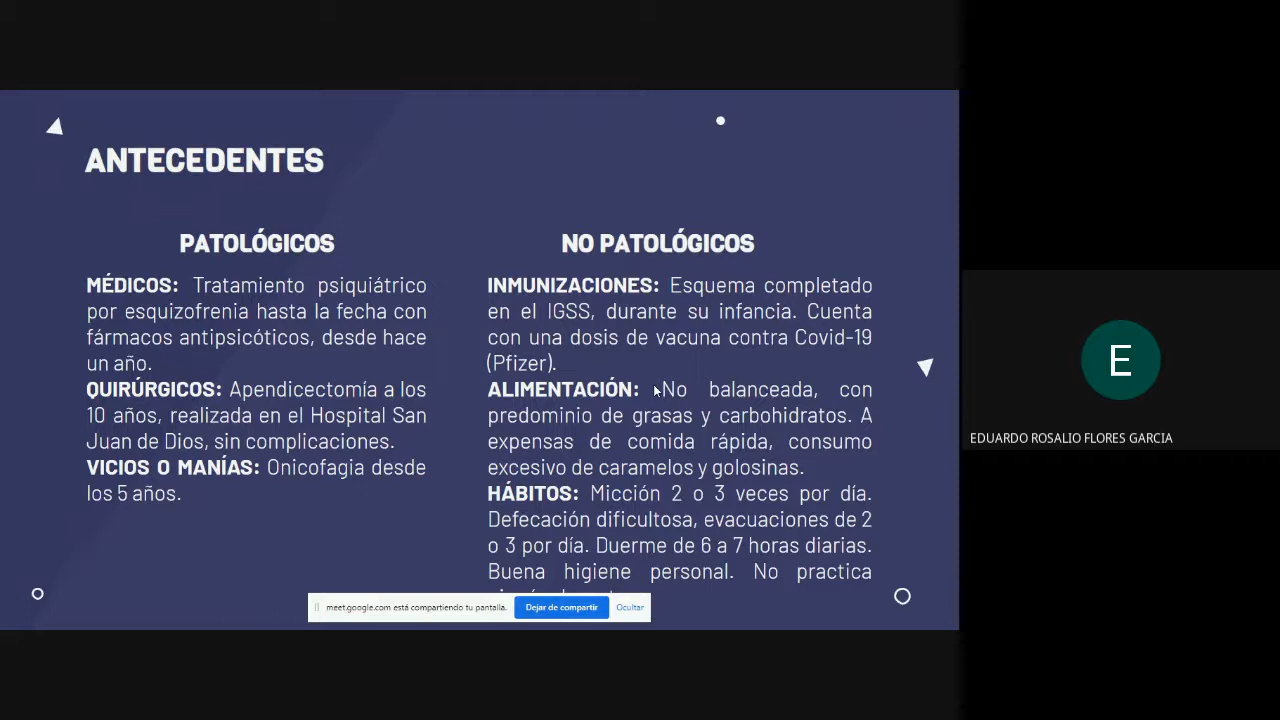 ANTECEDENTES
PATOLÓGICOS
MÉDICOS: Tratamiento psiquiátrico
por esquizofrenia hasta la fecha con
fármacos antipsicóticos, desde hace
un año.
QUIRÚRGICOS: Apendicectomía a los
10 años, realizada en el Hospital San
Juan de Dios, sin complicaciones.
VICIOS O MANÍAS: Onicofagia desde
los 5 años.
NO PATOLÓGICOS
INMUNIZACIONES: Esquema completado
en el IGSS, durante su infancia. Cuenta
con una dosis de vacuna contra Covid-19
(Pfizer).
ALIMENTACIÓN: No balanceada, con
predominio de grasas y carbohidratos. A
expensas de comida rápida, consumo
excesivo de caramelos y golosinas.
HÁBITOS: Micción 2 o 3 veces por día.
Defecación dificultosa, evacuaciones de 2
o 3 por día. Duerme de 6 a 7 horas diarias.
Buena higiene personal. No practica
meet.google.com está compartiendo tu pantalla.
Dejar de compartir
Ocultar
E
EDUARDO ROSALIO FLORES GARCIA